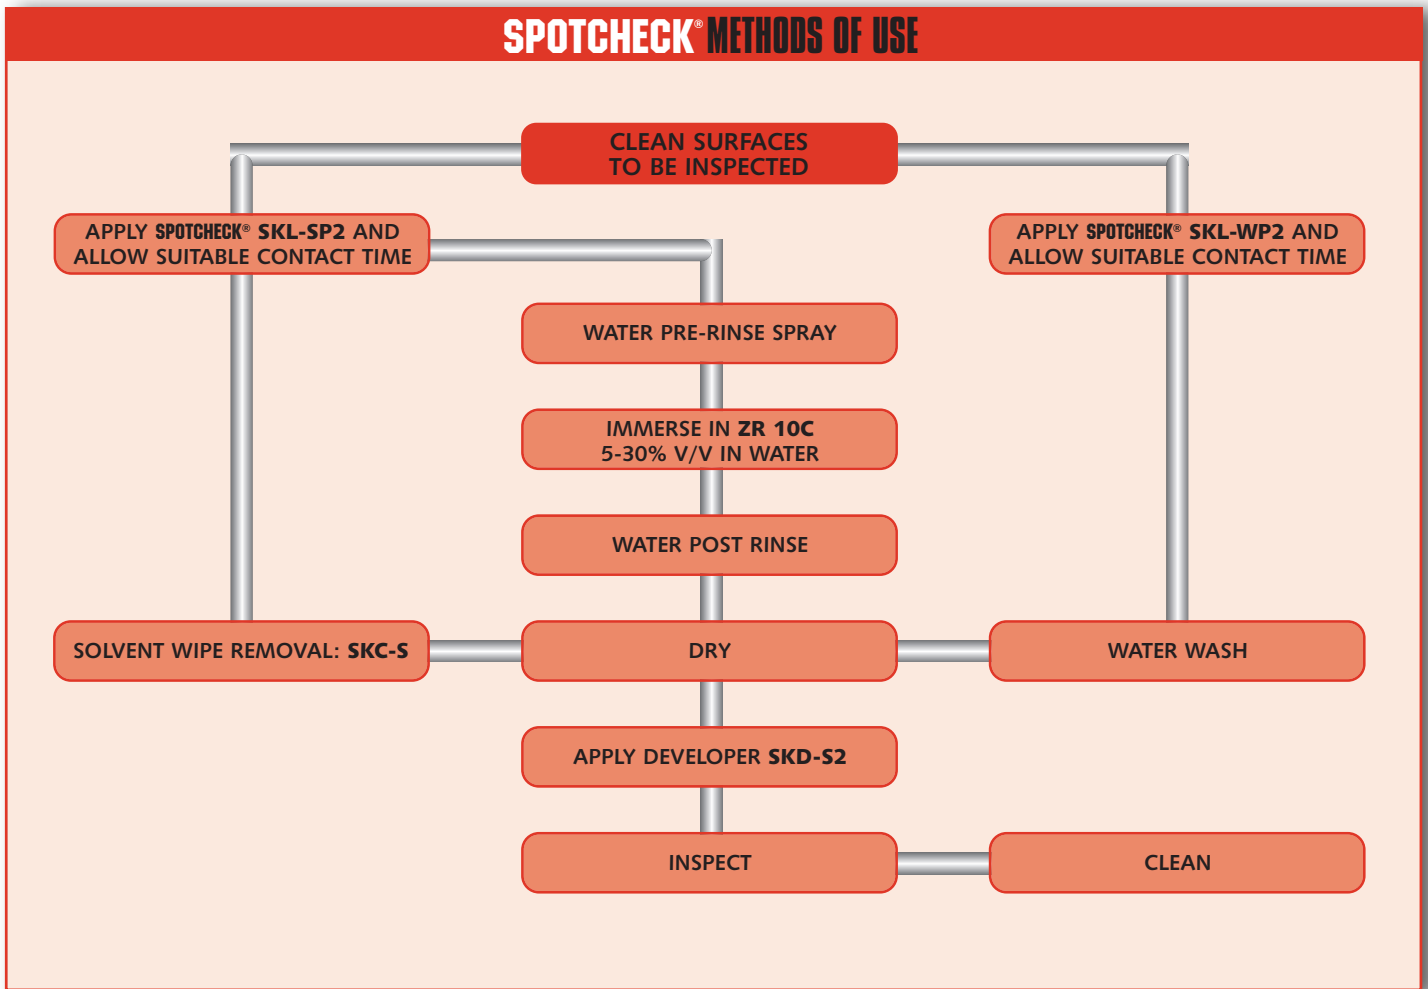 SPOTCHECK® METHODS OF USE
CLEAN SURFACES
TO BE INSPECTED
APPLY SPOTCHECK® SKL-SP2 AND
ALLOW SUITABLE CONTACT TIME
APPLY SPOTCHECK® SKL-WP2 AND
ALLOW SUITABLE CONTACT TIME
WATER PRE-RINSE SPRAY
IMMERSE IN ZR 10C
5-30% V/V IN WATER
WATER POST RINSE
SOLVENT WIPE REMOVAL: SKC-S
DRY
WATER WASH
APPLY DEVELOPER SKD-S2
INSPECT
CLEAN